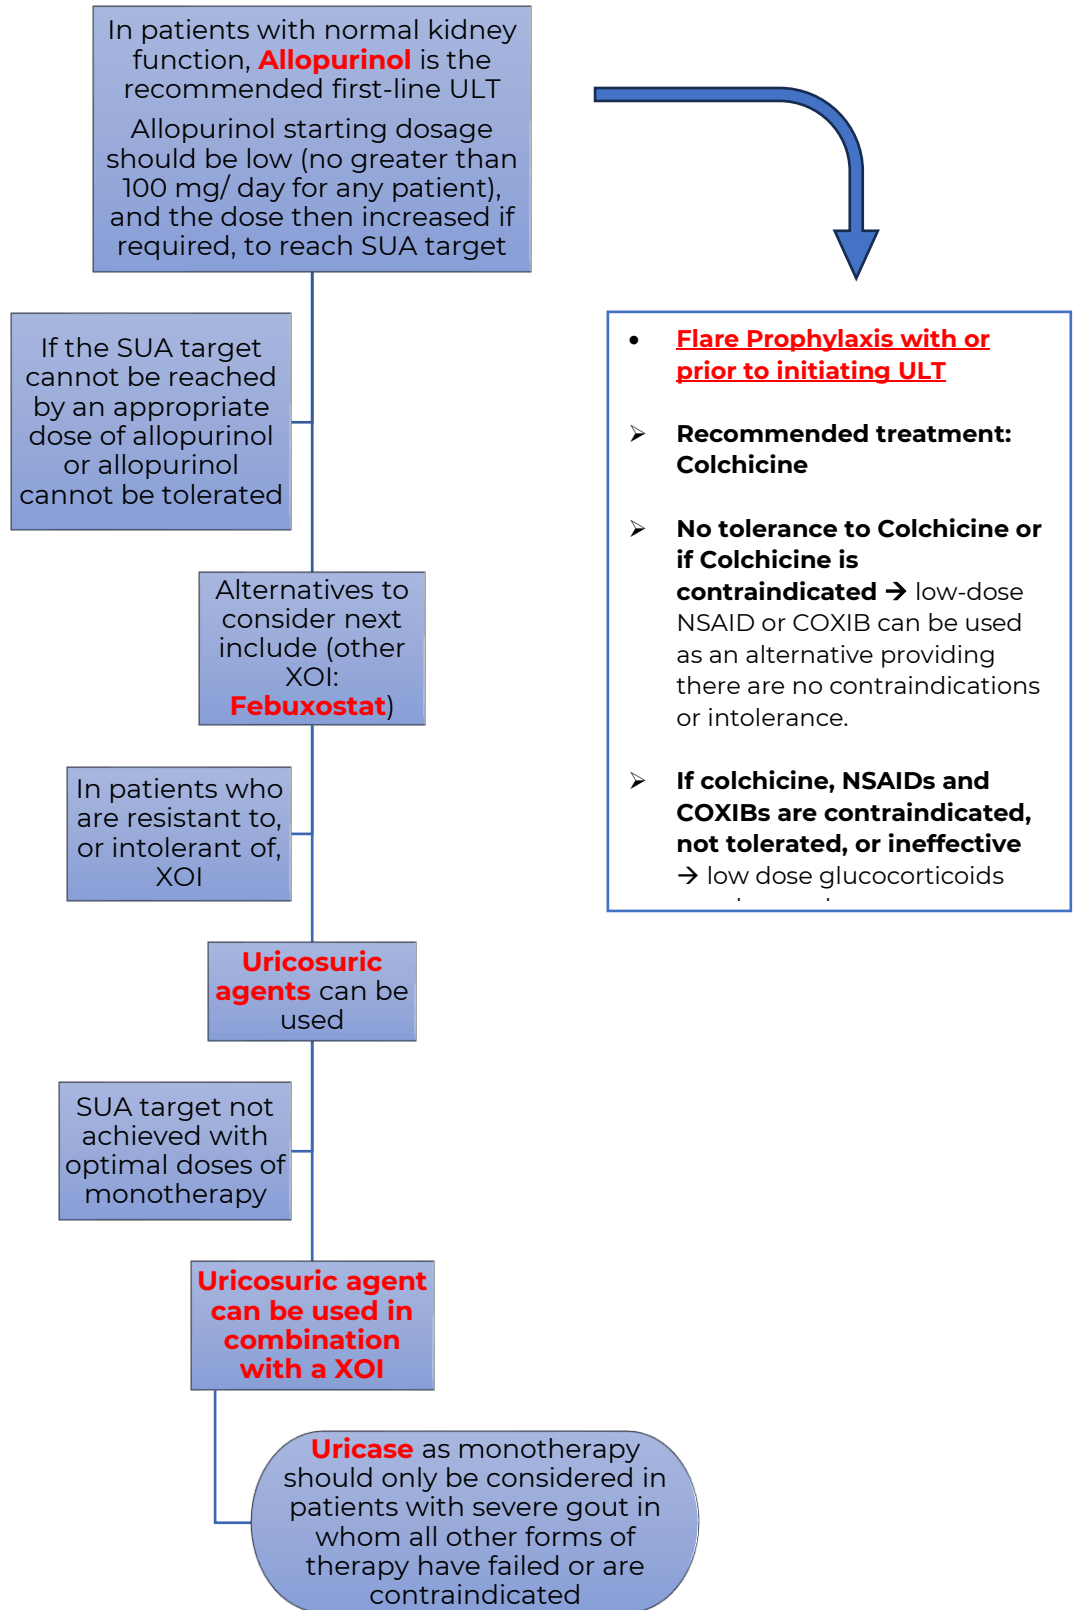 In patients with normal kidney
function, Allopurinol is the
recommended first-line ULT
Allopurinol starting dosage
should be low (no greater than
100 mg/ day for any patient),
and the dose then increased if
required, to reach SUA target
If the SUA target
cannot be reached
by an appropriate
dose of allopurinol
or allopurinol
cannot be tolerated
Alternatives to
consider next
include (other
XOI:
Febuxostat)
In patients who
are resistant to,
or intolerant of,
XOI
Uricosuric
agents can be
used
SUA target not
achieved with
optimal doses of
monotherapy
Uricosuric agent
can be used in
combination
with a XOI
Uricase as monotherapy
should only be considered in
patients with severe gout in
whom all other forms of
therapy have failed or are
contraindicated
• Flare Prophylaxis with or
prior to initiating ULT
➢ Recommended treatment:
Colchicine
➢ No tolerance to Colchicine or
if Colchicine is
contraindicated → low-dose
NSAID or COXIB can be used
as an alternative providing
there are no contraindications
or intolerance.
➢ If colchicine, NSAIDs and
COXIBs are contraindicated,
not tolerated, or ineffective
→ low dose glucocorticoids